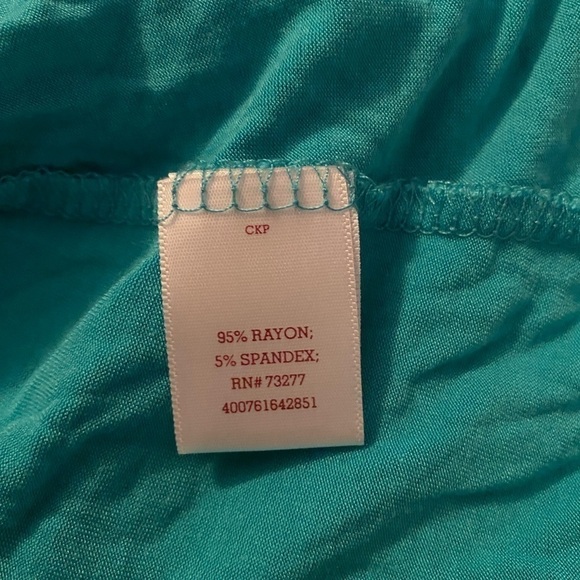 CKP
95% RAYON;
5% SPANDEX;
RN# 73277
400761642851